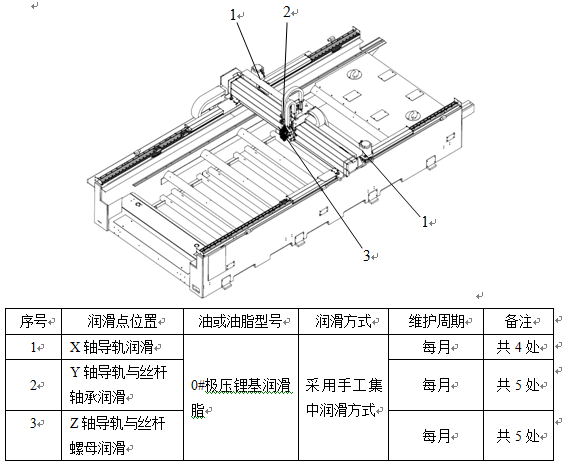 1
2
1
3
序号 润滑点位置 油或油脂型号 润滑方式 维护周期 备注
1 X 轴导轨润滑 每月 共 4 处
2 Y 轴导轨与丝杆
轴承润滑 0#极压锂基润滑
脂 采用手工集
中润滑方式 每月 共 5 处
3 Z 轴导轨与丝杆
螺母润滑 每月 共 5 处